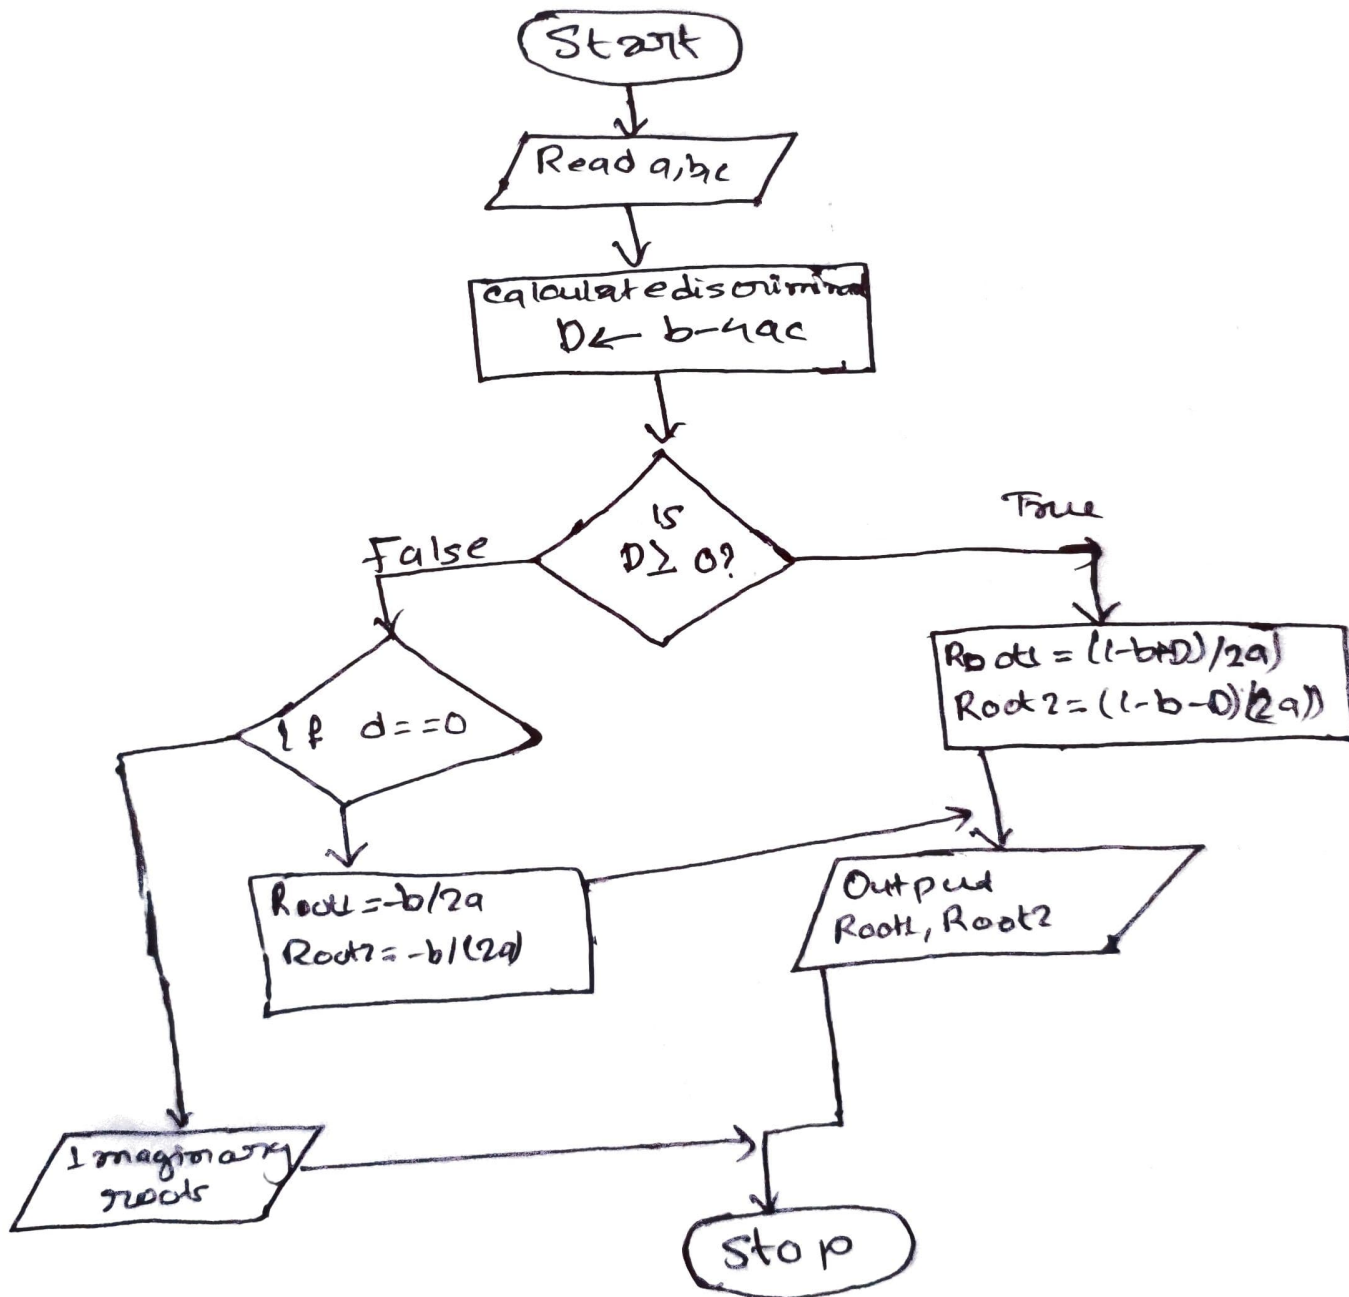 Start
Read a,b,c
Calculate discriminant
D ← b-4ac
Is
D ≥ 0?
False
True
If d==0
Root1 = ((-b+D)/2a)
Root2 = ((-b-D)(2a))
Root1 = -b/2a
Root2 = -b/(2a)
Output
Root1, Root2
Imaginary
roots
Stop